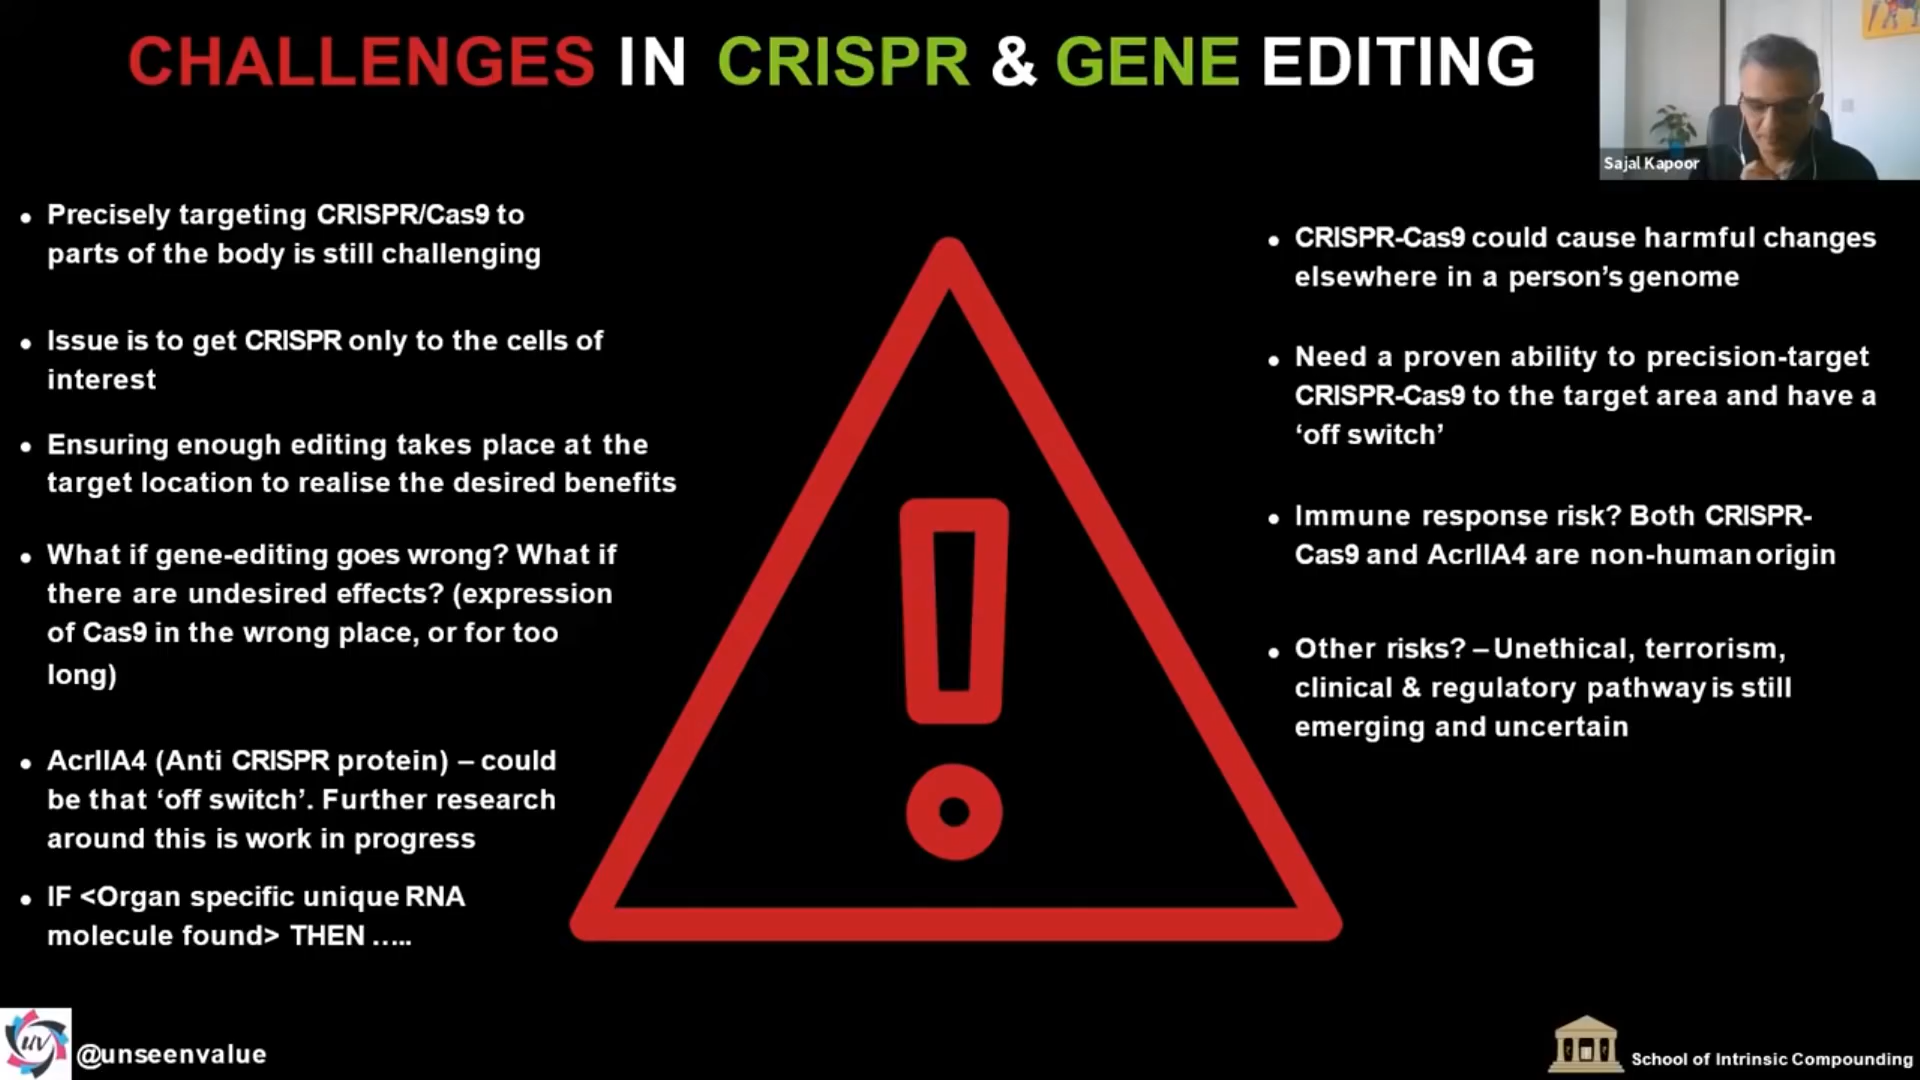 CHALLENGES IN CRISPR & GENE EDITING
Sajal Kapoor
• Precisely targeting CRISPR/Cas9 to
parts of the body is still challenging
• Issue is to get CRISPR only to the cells of
interest
• Ensuring enough editing takes place at the
target location to realise the desired benefits
• What if gene-editing goes wrong? What if
there are undesired effects? (expression
of Cas9 in the wrong place, or for too
long)
• AcrIIA4 (Anti CRISPR protein) – could
be that ‘off switch’. Further research
around this is work in progress
• IF <Organ specific unique RNA
molecule found> THEN …..
• CRISPR-Cas9 could cause harmful changes
elsewhere in a person’s genome
• Need a proven ability to precision-target
CRISPR-Cas9 to the target area and have a
‘off switch’
• Immune response risk? Both CRISPR-
Cas9 and AcrIIA4 are non-human origin
• Other risks? – Unethical, terrorism,
clinical & regulatory pathway is still
emerging and uncertain
uv
@unseenvalue
School of Intrinsic Compounding